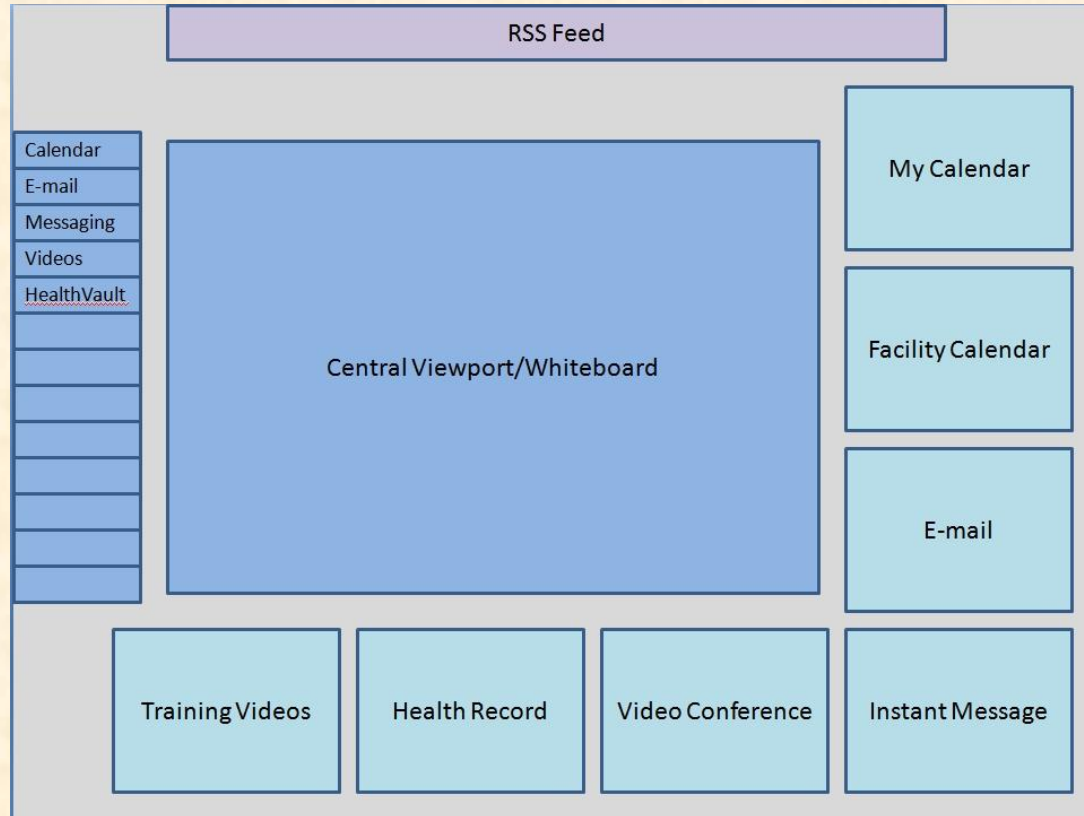 RSS Feed
Calendar
E-mail
Messaging
Videos
HealthVault
Central Viewport/Whiteboard
My Calendar
Facility Calendar
E-mail
Training Videos
Health Record
Video Conference
Instant Message